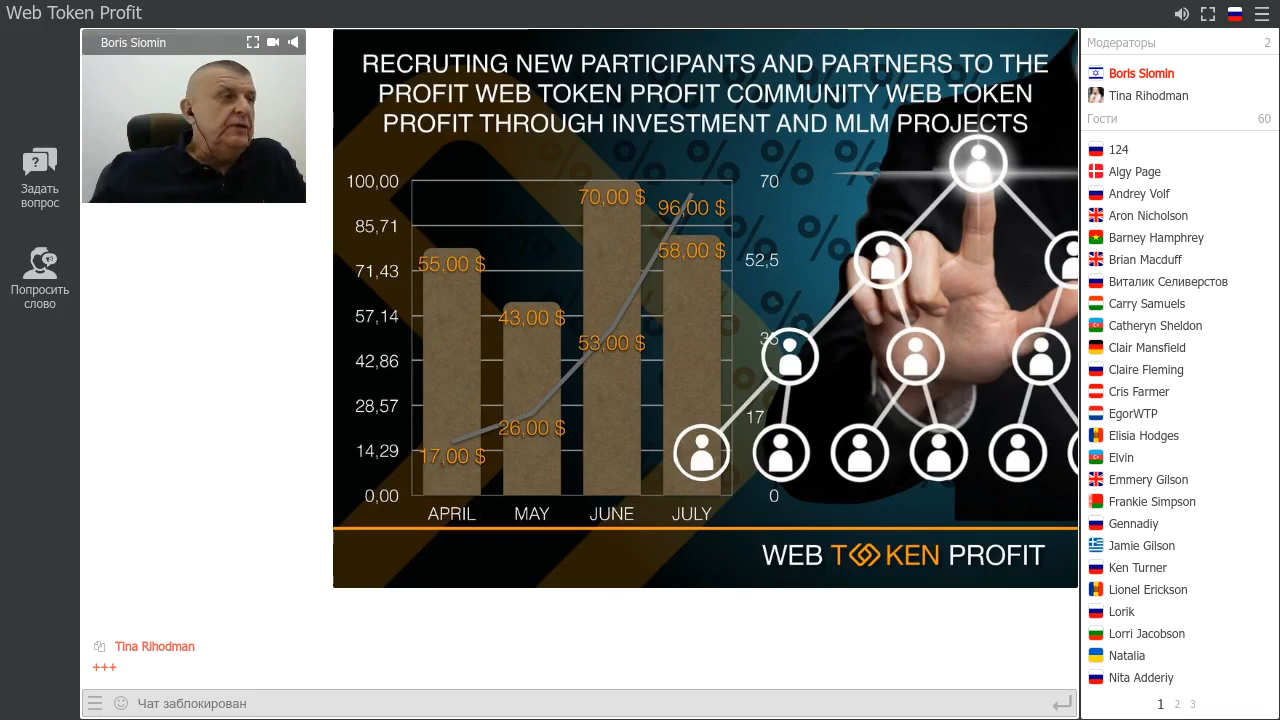 Web Token Profit
Boris Slomin
Задать
вопрос
Попросить
слово
RECRUTING NEW PARTICIPANTS AND PARTNERS TO THE
PROFIT WEB TOKEN PROFIT COMMUNITY WEB TOKEN
PROFIT THROUGH INVESTMENT AND MLM PROJECTS
100,00
85,71
71,43
57,14
42,86
28,57
14,29
0,00
55,00 $
43,00 $
70,00 $
96,00 $
58,00 $
53,00 $
26,00 $
17,00 $
70
52,5
35
17
0
APRIL MAY JUNE JULY
WEB TOKEN PROFIT
Tina Rihodman
+++
Чат заблокирован
Модераторы 2
Boris Slomin
Tina Rihodman
Гости 60
124
Algy Page
Andrey Volf
Aron Nicholson
Barney Hamphrey
Brian Macduff
Виталик Селиверстов
Carry Samuels
Catheryn Sheldon
Clair Mansfield
Claire Fleming
Cris Farmer
EgorWTP
Elisia Hodges
Elvin
Emmery Gilson
Frankie Simpson
Gennadiy
Jamie Gilson
Ken Turner
Lionel Erickson
Lorik
Lorri Jacobson
Natalia
Nita Adderiy
1 2 3